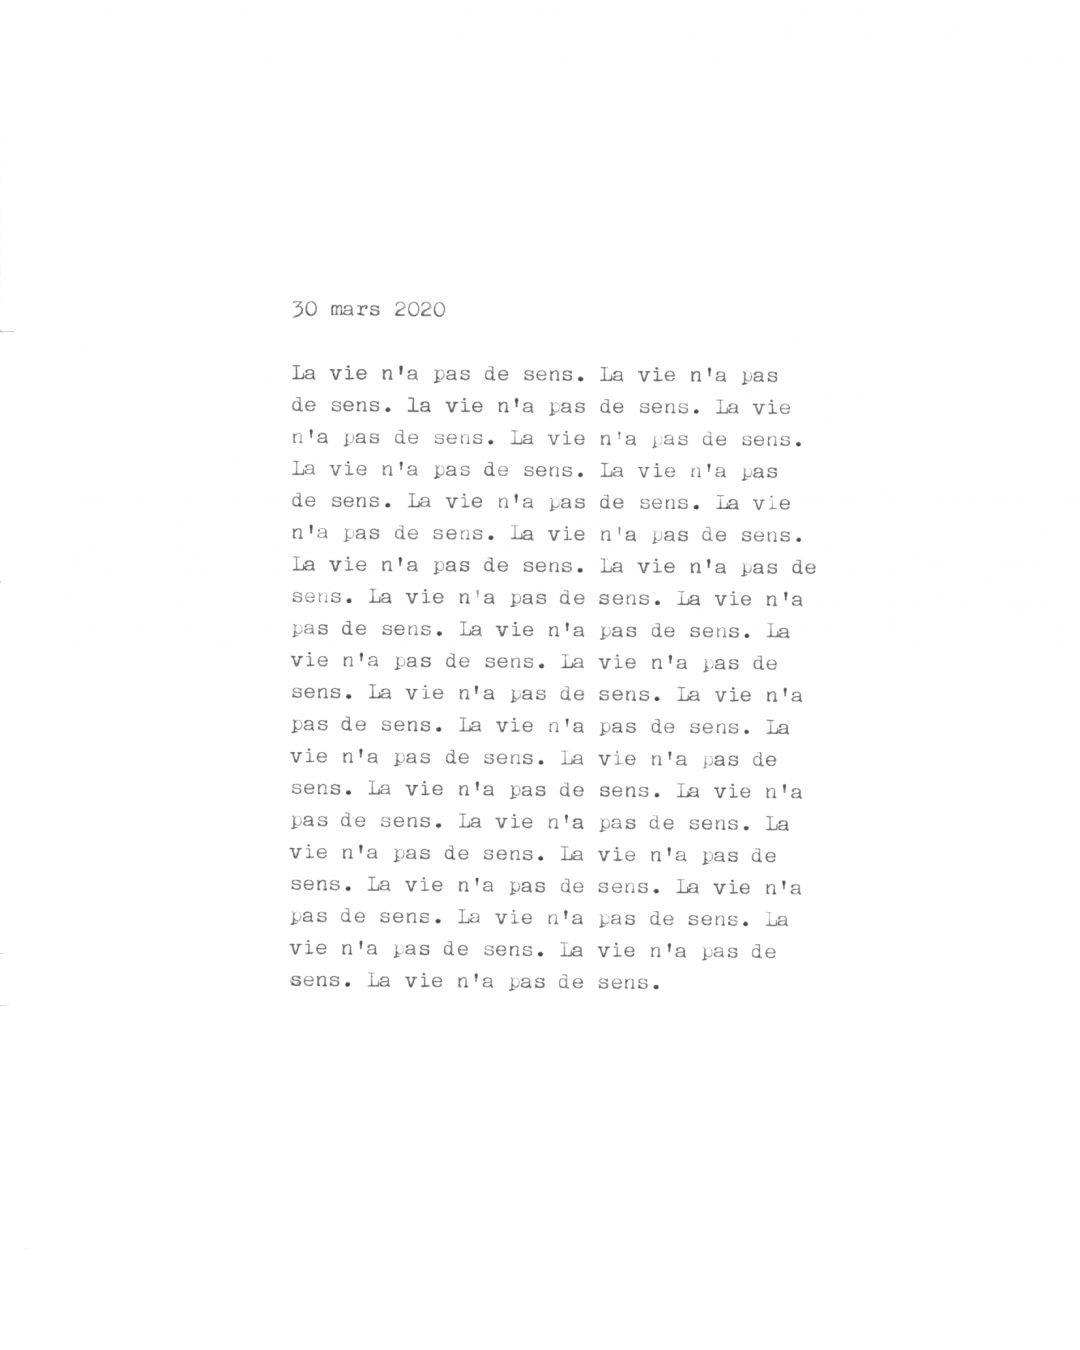 30 mars 2020
La vie n'a pas de sens. La vie n'a pas
de sens. la vie n'a pas de sens. La vie
n'a pas de sens. La vie n'a pas de sens.
La vie n'a pas de sens. La vie n'a pas
de sens. La vie n'a pas de sens. La vie
n'a pas de sens. La vie n'a pas de sens.
La vie n'a pas de sens. La vie n'a pas de
sens. La vie n'a pas de sens. La vie n'a
pas de sens. La vie n'a pas de sens. La
vie n'a pas de sens. La vie n'a pas de
sens. La vie n'a pas de sens. La vie n'a
pas de sens. La vie n'a pas de sens. La
vie n'a pas de sens. La vie n'a pas de
sens. La vie n'a pas de sens. La vie n'a
pas de sens. La vie n'a pas de sens. La
vie n'a pas de sens. La vie n'a pas de
sens. La vie n'a pas de sens. La vie n'a
pas de sens. La vie n'a pas de sens. La
vie n'a pas de sens. La vie n'a pas de
sens. La vie n'a pas de sens.